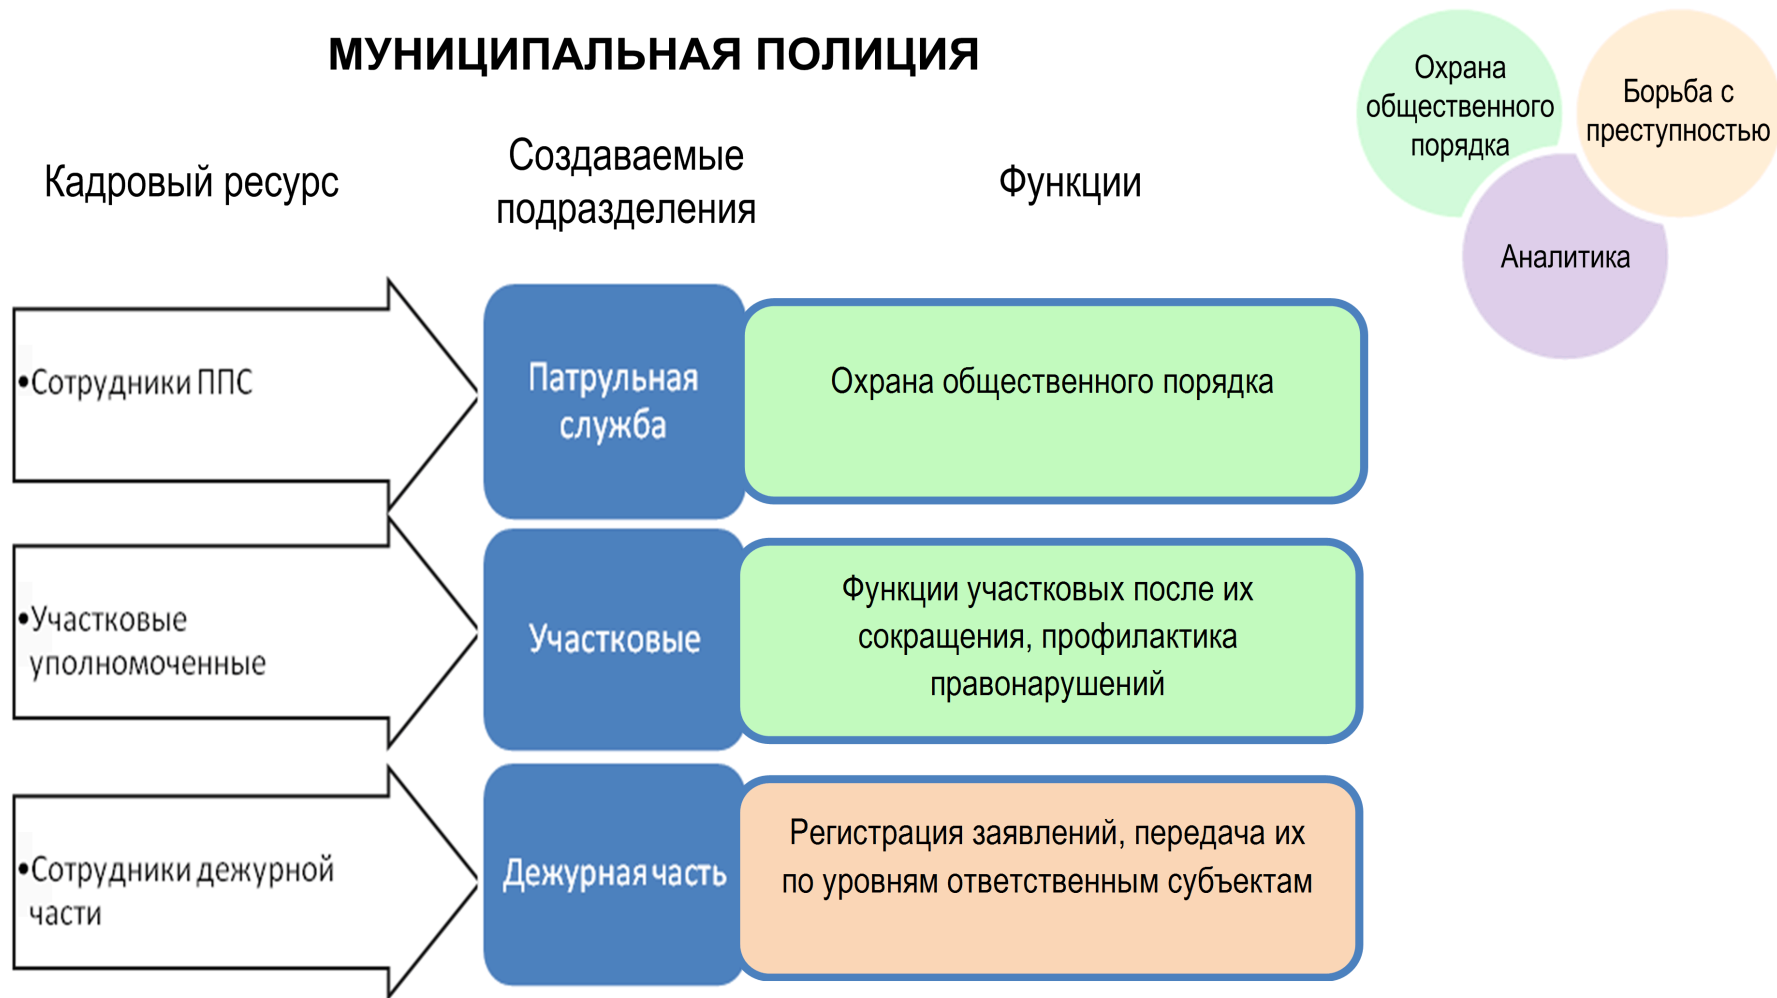 МУНИЦИПАЛЬНАЯ ПОЛИЦИЯ
Охрана
общественного
порядка
Борьба с
преступностью
Аналитика
Кадровый ресурс
Создаваемые
подразделения
Функции
•Сотрудники ППС
Патрульная
служба
Охрана общественного порядка
•Участковые
уполномоченные
Участковые
Функции участковых после их
сокращения, профилактика
правонарушений
•Сотрудники дежурной
части
Дежурная часть
Регистрация заявлений, передача их
по уровням ответственным субъектам